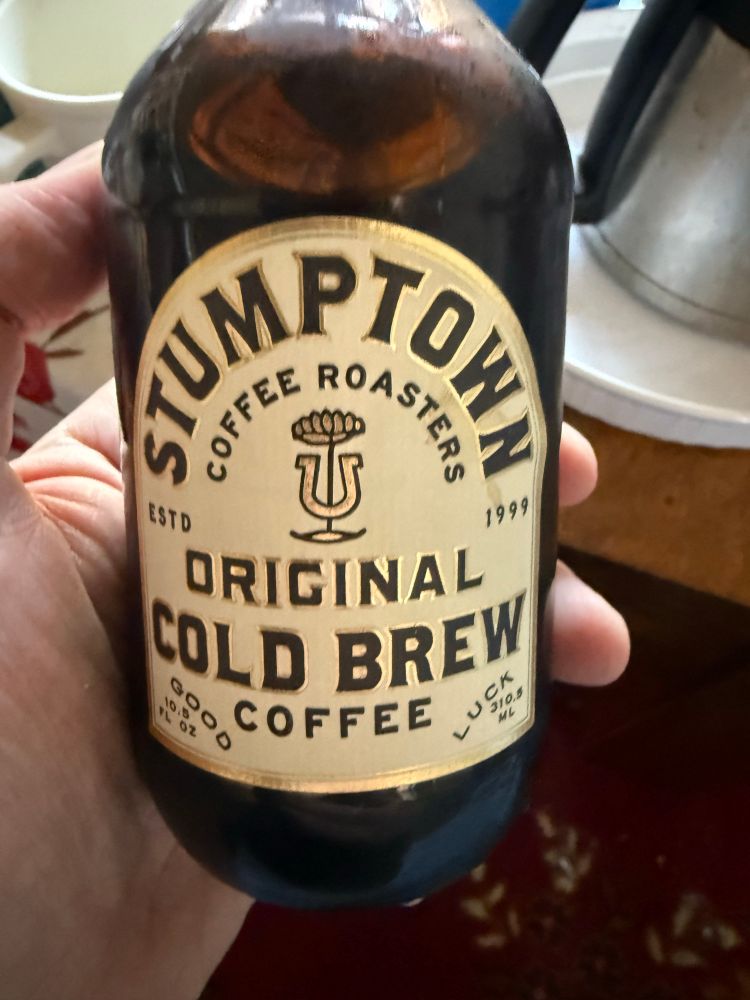 STUMPTOWN
COFFEE ROASTERS
ESTD 1999
ORIGINAL
COLD BREW
COFFEE
GOOD LUCK
10.5 FL OZ
310.5 ML